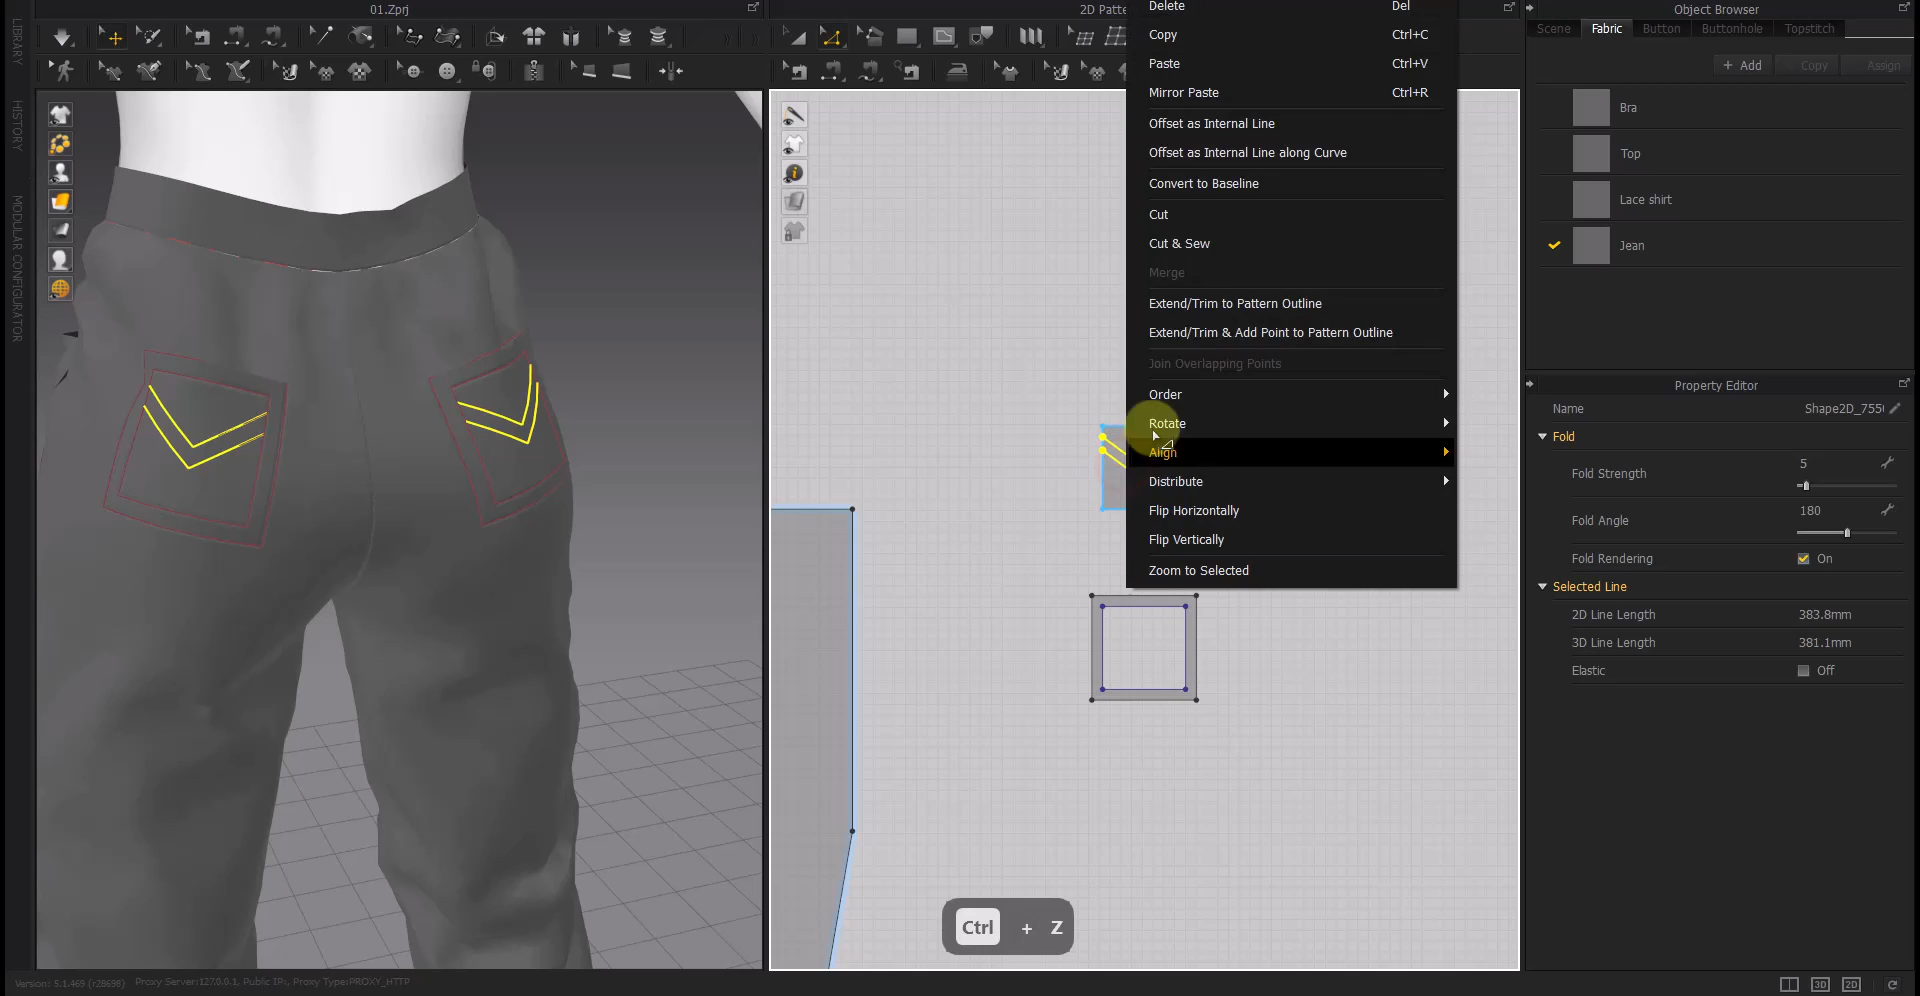 01.Zprj
2D Patte
Object Browser
LIBRARY
HISTORY
MODULAR CONFIGURATOR
Scene
Fabric
Button
Buttonhole
Topstitch
+ Add
Copy
Assign
Bra
Top
Lace shirt
Jean
Property Editor
Name
Shape2D_755
Fold
Fold Strength
5
Fold Angle
180
Fold Rendering
On
Selected Line
2D Line Length
383.8mm
3D Line Length
381.1mm
Elastic
Off
Delete Del
Copy Ctrl+C
Paste Ctrl+V
Mirror Paste Ctrl+R
Offset as Internal Line
Offset as Internal Line along Curve
Convert to Baseline
Cut
Cut & Sew
Merge
Extend/Trim to Pattern Outline
Extend/Trim & Add Point to Pattern Outline
Join Overlapping Points
Order
Rotate
Align
Distribute
Flip Horizontally
Flip Vertically
Zoom to Selected
Ctrl + Z
Version: 5.1.469 (r28698) Proxy Server:127.0.0.1, Public IP:, Proxy Type:PROXY_HTTP
3D
2D